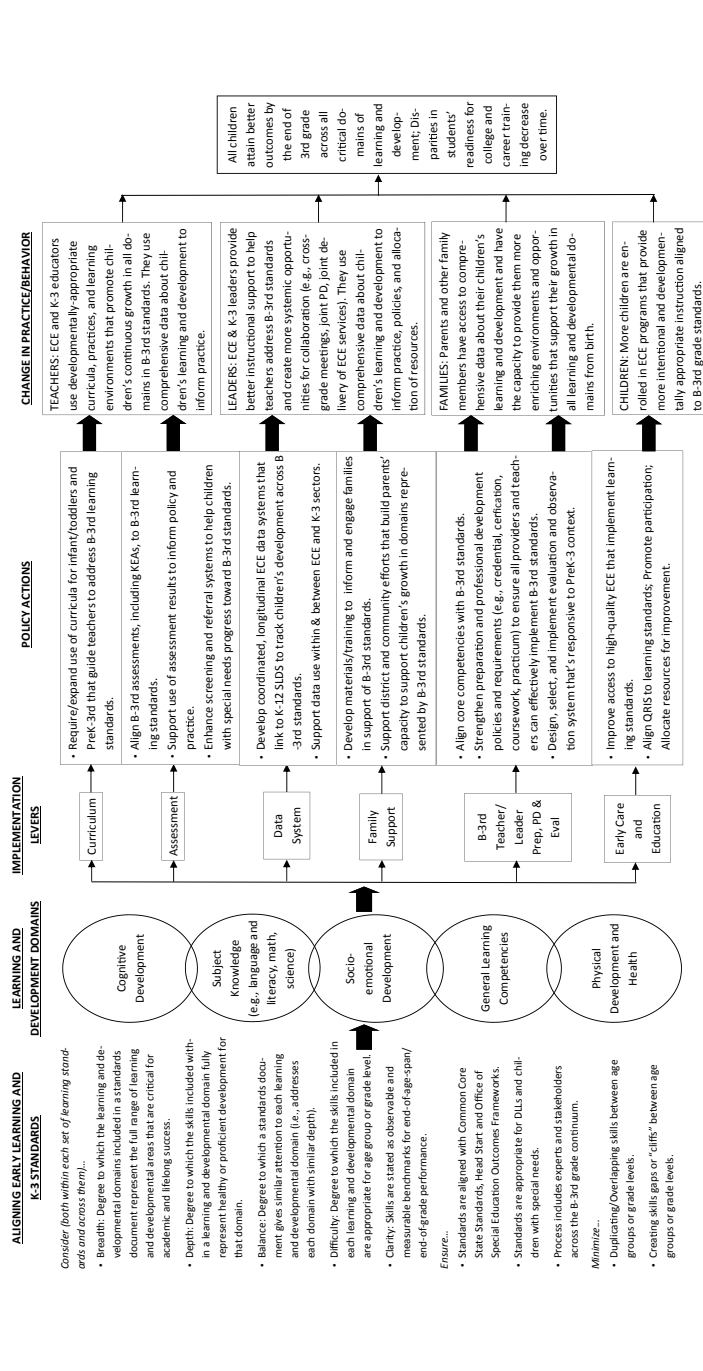 ALIGNING EARLY LEARNING AND
K-3 STANDARDS
Consider (both within each set of learning stand-
ards and across them)...
• Breadth: Degree to which the learning and de-
velopmental domains included in a standards
document represent the full range of learning
and developmental areas that are critical for
academic and lifelong success.
• Depth: Degree to which the skills included with-
in a learning and developmental domain fully
represent healthy or proficient development for
that domain.
• Balance: Degree to which a standards docu-
ment gives similar attention to each learning
and developmental domain (i.e., addresses
each domain with similar depth).
• Difficulty: Degree to which the skills included in
each learning and developmental domain
are appropriate for age group or grade level.
• Clarity: Skills are stated as observable and
measurable benchmarks for end-of-age-span/
end-of-grade performance.
Ensure...
• Standards are aligned with Common Core
State Standards, Head Start and Office of
Special Education Outcomes Frameworks.
• Standards are appropriate for DLLs and chil-
dren with special needs.
• Process includes experts and stakeholders
across the B-3rd grade continuum.
Minimize...
• Duplicating/Overlapping skills between age
groups or grade levels.
• Creating skills gaps or “cliffs” between age
groups or grade levels.
LEARNING AND
DEVELOPMENT DOMAINS
Cognitive
Development
Subject
Knowledge
(e.g., language and
literacy, math,
science)
Socio-
emotional
Development
General Learning
Competencies
Physical
Development and
Health
IMPLEMENTATION
LEVERS
Curriculum
Assessment
Data
System
Family
Support
B-3rd
Teacher/
Leader
Prep, PD &
Eval
Early Care
and
Education
POLICY ACTIONS
• Require/expand use of curricula for infant/toddlers and
PreK-3rd that guide teachers to address B-3rd learning
standards.
• Align B-3rd assessments, including KEAs, to B-3rd learn-
ing standards.
• Support use of assessment results to inform policy and
practice.
• Enhance screening and referral systems to help children
with special needs progress toward B-3rd standards.
• Develop coordinated, longitudinal ECE data systems that
link to K-12 SLDS to track children’s development across B
-3rd standards.
• Support data use within & between ECE and K-3 sectors.
• Develop materials/training to inform and engage families
in support of B-3rd standards.
• Support district and community efforts that build parents’
capacity to support children’s growth in domains repre-
sented by B-3rd standards.
• Align core competencies with B-3rd standards.
• Strengthen preparation and professional development
policies and requirements (e.g., credential, cerfication,
coursework, practicum) to ensure all providers and teach-
ers can effectively implement B-3rd standards.
• Design, select, and implement evaluation and observa-
tion system that’s responsive to PreK-3 context.
• Improve access to high-quality ECE that implement learn-
ing standards.
• Align QRIS to learning standards; Promote participation;
Allocate resources for improvement.
CHANGE IN PRACTICE/BEHAVIOR
TEACHERS: ECE and K-3 educators
use developmentally-appropriate
curricula, practices, and learning
environments that promote chil-
dren’s continuous growth in all do-
mains in B-3rd standards. They use
comprehensive data about chil-
dren’s learning and development to
inform practice.
LEADERS: ECE & K-3 leaders provide
better instructional support to help
teachers address B-3rd standards
and create more systemic opportu-
nities for collaboration (e.g., cross-
grade meetings, joint PD, joint de-
livery of ECE services). They use
comprehensive data about chil-
dren’s learning and development to
inform practice, policies, and alloca-
tion of resources.
FAMILIES: Parents and other family
members have access to compre-
hensive data about their children’s
learning and development and have
the capacity to provide them more
enriching environments and oppor-
tunities that support their growth in
all learning and developmental do-
mains from birth.
CHILDREN: More children are en-
rolled in ECE programs that provide
more intentional and developmen-
tally appropriate instruction aligned
to B-3rd grade standards.
All children
attain better
outcomes by
the end of
3rd grade
across all
critical do-
mains of
learning and
develop-
ment; Dis-
parities in
students’
readiness for
college and
career train-
ing decrease
over time.